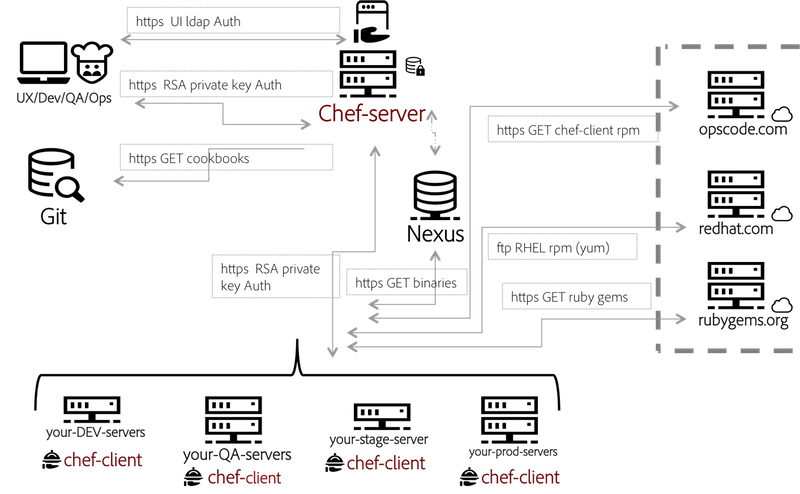 https UI ldap Auth
UX/Dev/QA/Ops
https RSA private key Auth
Chef-server
https GET cookbooks
Git
Nexus
https GET chef-client rpm
opscode.com
ftp RHEL rpm (yum)
redhat.com
https RSA private
key Auth
https GET binaries
https GET ruby gems
rubygems.org
your-DEV-servers
chef-client
your-QA-servers
chef-client
your-stage-server
chef-client
your-prod-servers
chef-client